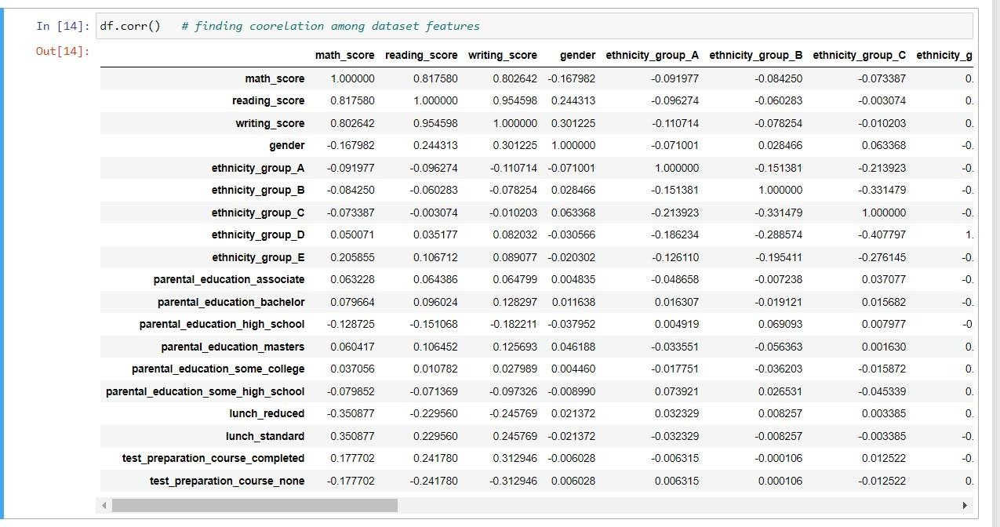 In [14]: df.corr() # finding coorelation among dataset features
Out[14]:
math_score reading_score writing_score gender ethnicity_group_A ethnicity_group_B ethnicity_group_C ethnicity_g
math_score 1.000000 0.817580 0.802642 -0.167982 -0.091977 -0.084250 -0.073387 0.
reading_score 0.817580 1.000000 0.954598 0.244313 -0.096274 -0.060283 -0.003074 0.
writing_score 0.802642 0.954598 1.000000 0.301225 -0.110714 -0.078254 -0.010203 0.
gender -0.167982 0.244313 0.301225 1.000000 -0.071001 0.028466 0.063368 -0.
ethnicity_group_A -0.091977 -0.096274 -0.110714 -0.071001 1.000000 -0.151381 -0.213923 -0.
ethnicity_group_B -0.084250 -0.060283 -0.078254 0.028466 -0.151381 1.000000 -0.331479 -0.
ethnicity_group_C -0.073387 -0.003074 -0.010203 0.063368 -0.213923 -0.331479 1.000000 -0.
ethnicity_group_D 0.050071 0.035177 0.082032 -0.030566 -0.186234 -0.288574 -0.407797 1.
ethnicity_group_E 0.205855 0.106712 0.089077 -0.020302 -0.126110 -0.195411 -0.276145 -0.
parental_education_associate 0.063228 0.064386 0.064799 0.004835 -0.048658 -0.007238 0.037077 -0.
parental_education_bachelor 0.079664 0.096024 0.128297 0.011638 0.016307 -0.019121 0.015682 -0.
parental_education_high_school -0.128725 -0.151068 -0.182211 -0.037952 0.004919 0.069093 0.007977 -0.
parental_education_masters 0.060417 0.106452 0.125693 0.046188 -0.033551 -0.056363 0.001630 0.
parental_education_some_college 0.037056 0.010782 0.027989 0.004460 -0.017751 -0.036203 -0.015872 0.
parental_education_some_high_school -0.079852 -0.071369 -0.097326 -0.008990 0.073921 0.026531 -0.045339 0.
lunch_reduced -0.350877 -0.229560 -0.245769 0.021372 0.032329 0.008257 0.003385 0.
lunch_standard 0.350877 0.229560 0.245769 -0.021372 -0.032329 -0.008257 -0.003385 -0.
test_preparation_course_completed 0.177702 0.241780 0.312946 -0.006028 -0.006315 -0.000106 0.012522 -0.
test_preparation_course_none -0.177702 -0.241780 -0.312946 0.006028 0.006315 0.000106 -0.012522 0.